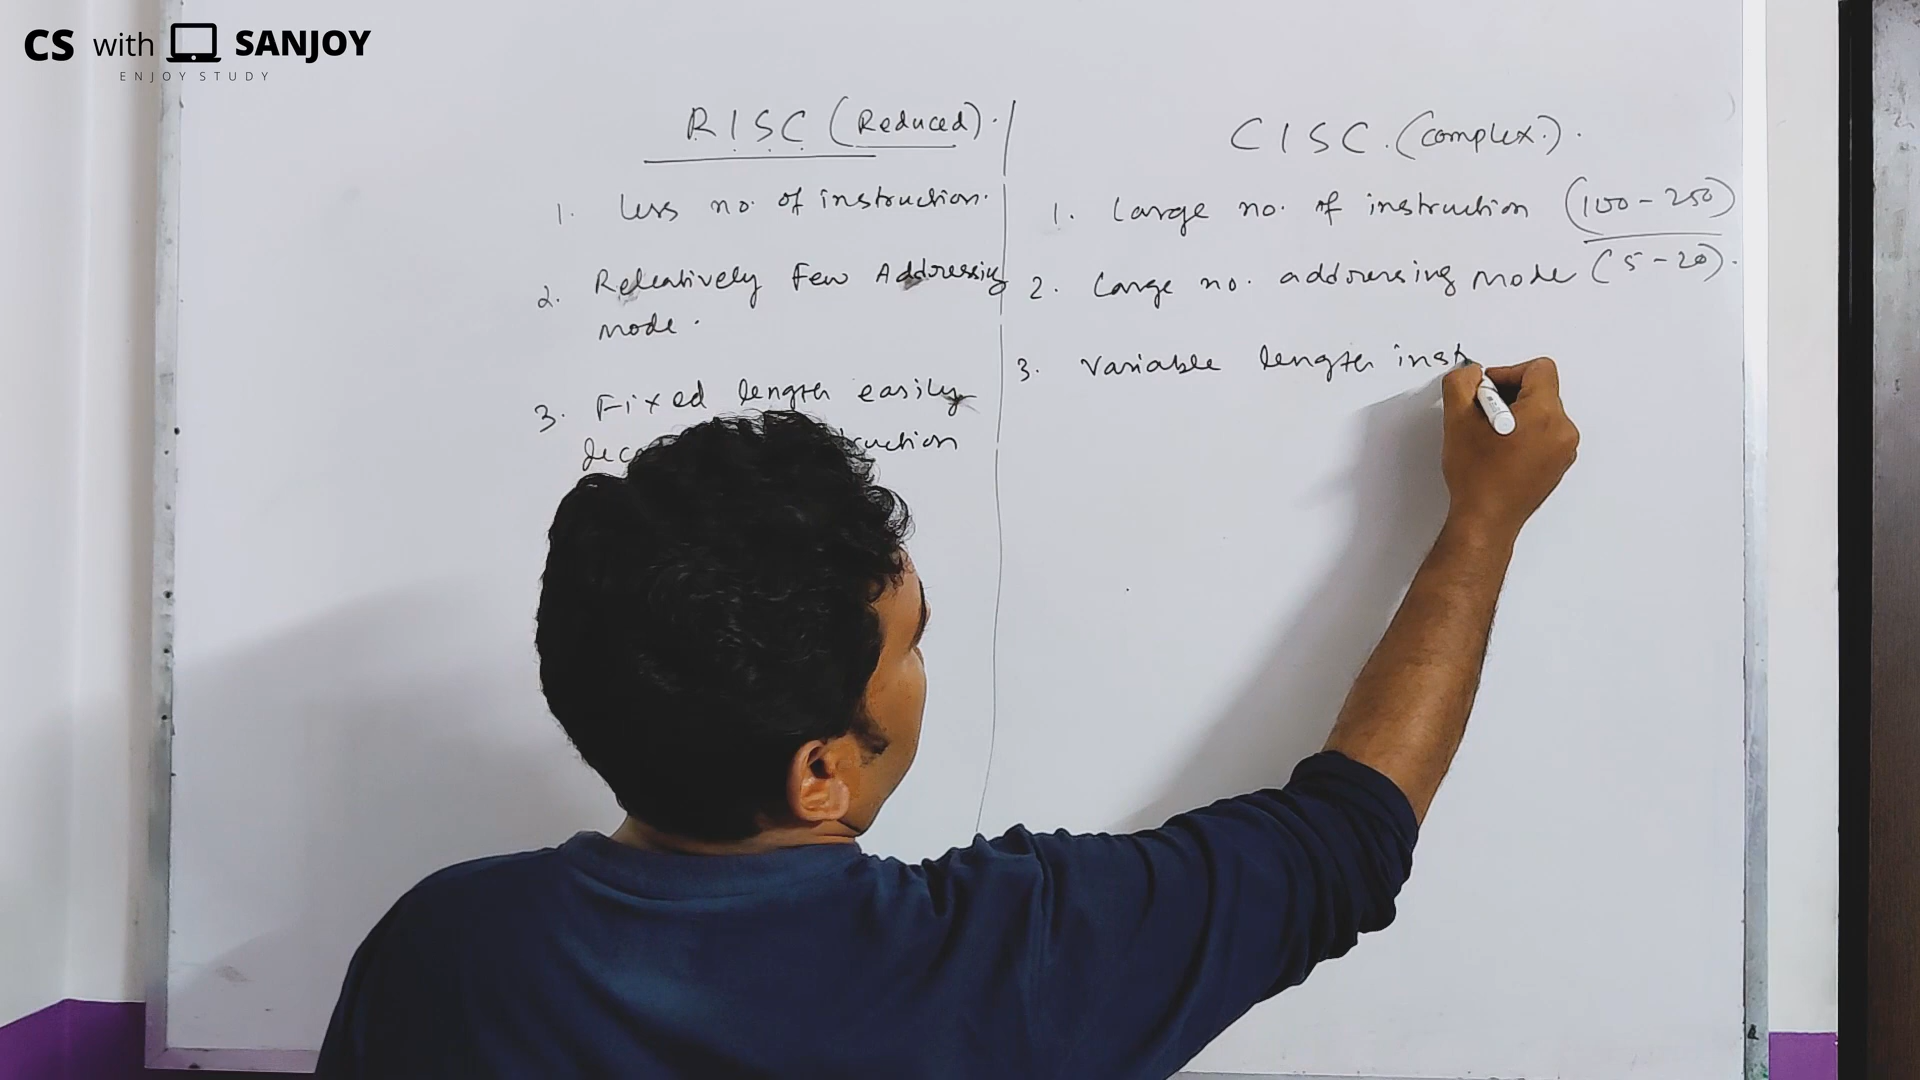 CS with SANJOY
ENJOY STUDY
RISC (Reduced).
1. Less no. of instruction.
2. Releatively Few Addressing
mode.
3. Fixed length easily
CISC. (Complex.).
1. Large no. of instruction (100-250)
2. Large no. addressing mode (5-20).
3. Variable length inst